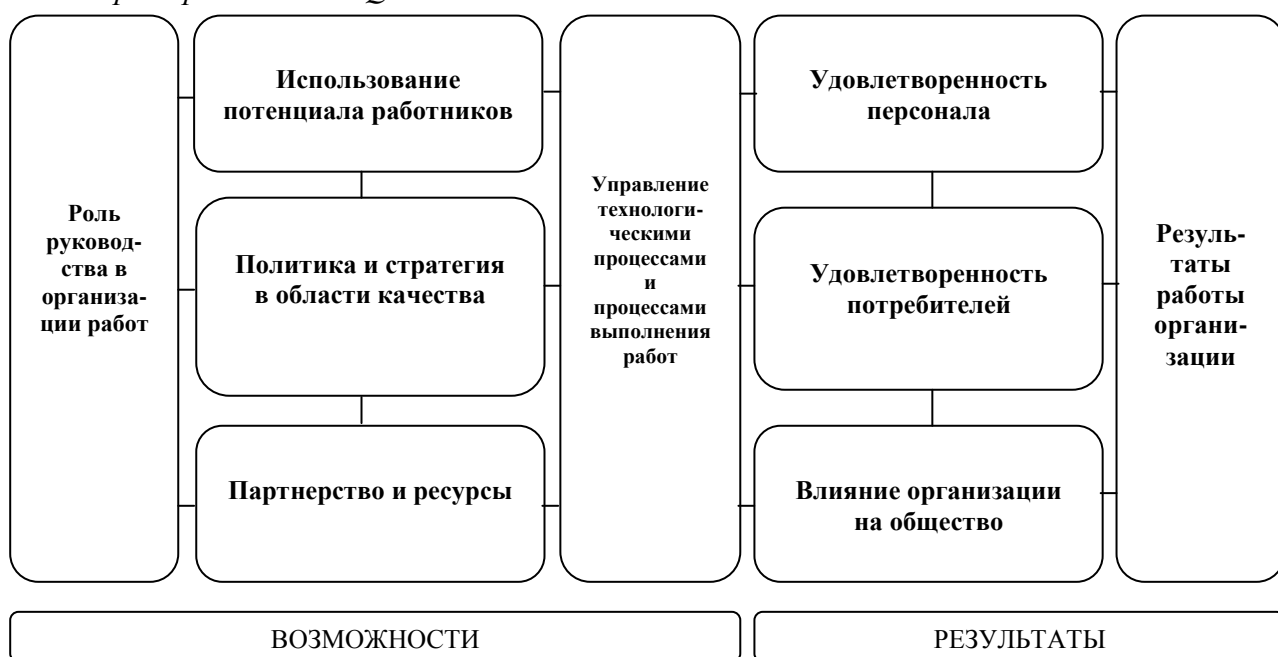 Использование
потенциала работников
Удовлетворенность
персонала
Роль
руковод-
ства в
организа-
ции работ
Политика и стратегия
в области качества
Управление
технологи-
ческими
процессами
и
процессами
выполнения
работ
Удовлетворенность
потребителей
Резуль-
таты
работы
органи-
зации
Партнерство и ресурсы
Влияние организации
на общество
ВОЗМОЖНОСТИ
РЕЗУЛЬТАТЫ